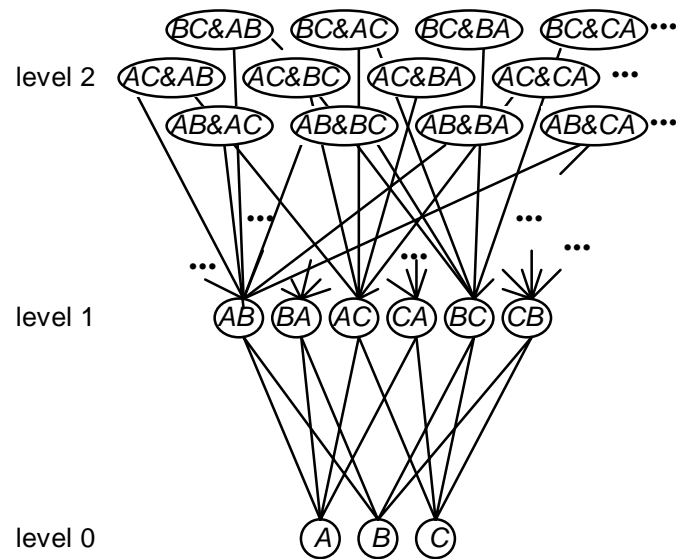 BC&AB BC&AC BC&BA BC&CA •••
level 2 AC&AB AC&BC AC&BA AC&CA •••
AB&AC AB&BC AB&BA AB&CA •••
••• •••
••• ••• •••
level 1 AB BA AC CA BC CB
level 0 A B C